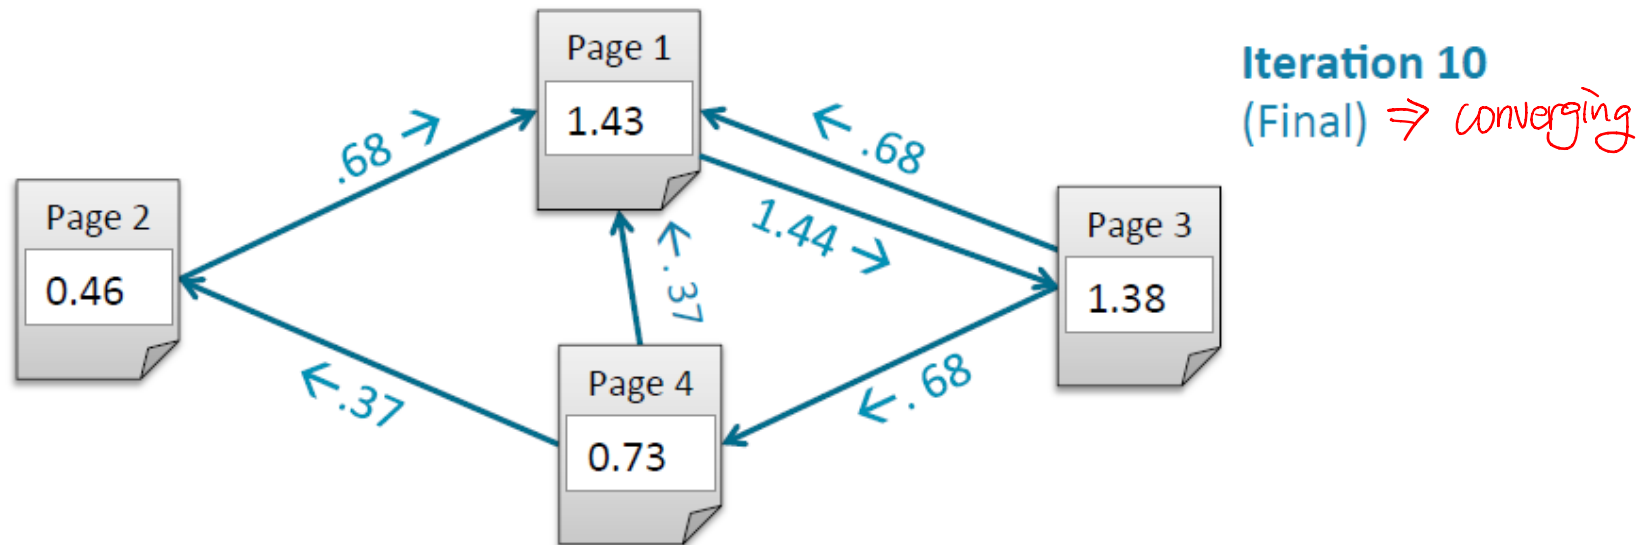 Page 1
1.43
Iteration 10
(Final) ⇒ converging
.68 →
← .68
Page 2
0.46
1.44 →
← .37
Page 3
1.38
← .37
Page 4
0.73
← . 68